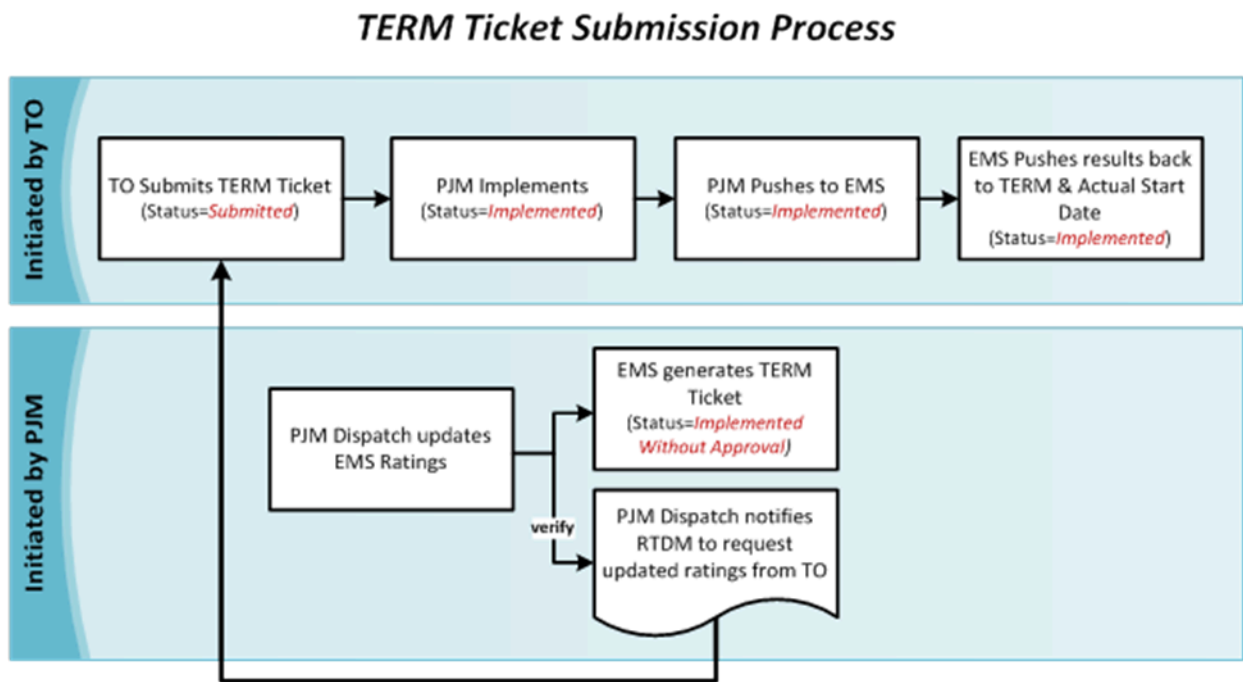 TERM Ticket Submission Process
Initiated by TO
TO Submits TERM Ticket
(Status=Submitted)
PJM Implements
(Status=Implemented)
PJM Pushes to EMS
(Status=Implemented)
EMS Pushes results back
to TERM & Actual Start
Date
(Status=Implemented)
Initiated by PJM
PJM Dispatch updates
EMS Ratings
EMS generates TERM
Ticket
(Status=Implemented
Without Approval)
verify
PJM Dispatch notifies
RTDM to request
updated ratings from TO